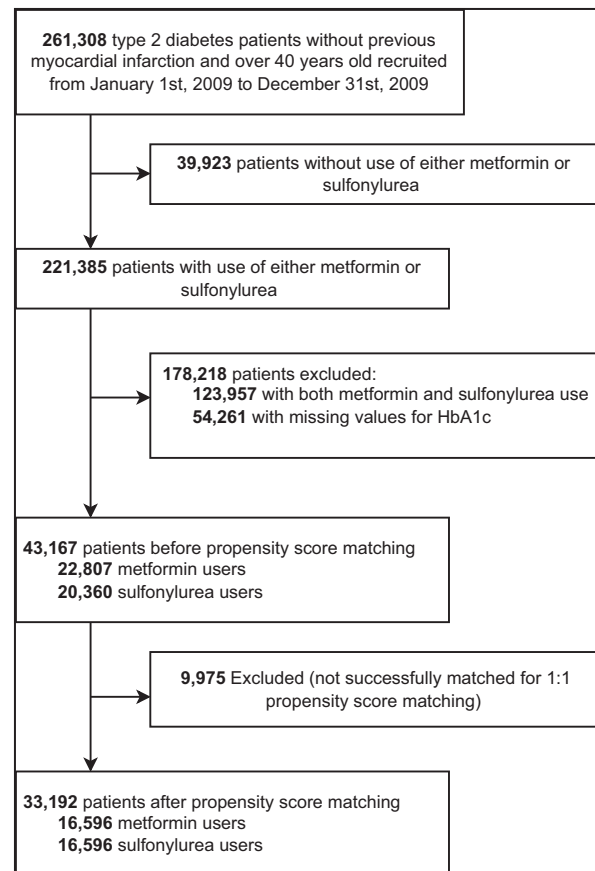 261,308 type 2 diabetes patients without previous
myocardial infarction and over 40 years old recruited
from January 1st, 2009 to December 31st, 2009
39,923 patients without use of either metformin or
sulfonylurea
221,385 patients with use of either metformin or
sulfonylurea
178,218 patients excluded:
123,957 with both metformin and sulfonylurea use
54,261 with missing values for HbA1c
43,167 patients before propensity score matching
22,807 metformin users
20,360 sulfonylurea users
9,975 Excluded (not successfully matched for 1:1
propensity score matching)
33,192 patients after propensity score matching
16,596 metformin users
16,596 sulfonylurea users